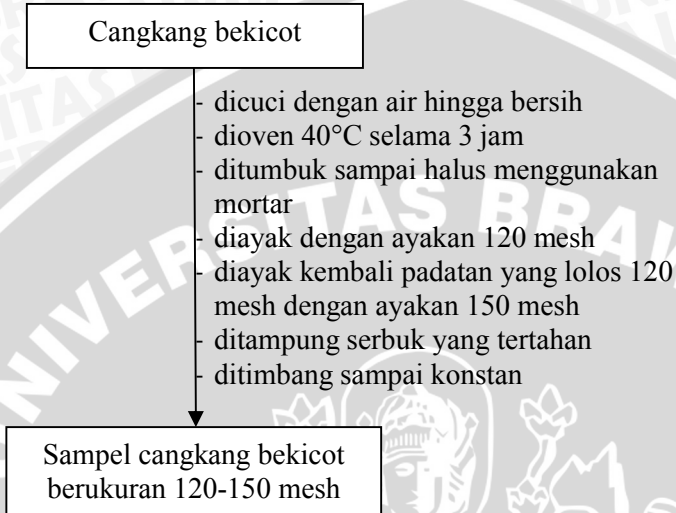 Cangkang bekicot
- dicuci dengan air hingga bersih
- dioven 40°C selama 3 jam
- ditumbuk sampai halus menggunakan
mortar
- diayak dengan ayakan 120 mesh
- diayak kembali padatan yang lolos 120
mesh dengan ayakan 150 mesh
- ditampung serbuk yang tertahan
- ditimbang sampai konstan
Sampel cangkang bekicot
berukuran 120-150 mesh